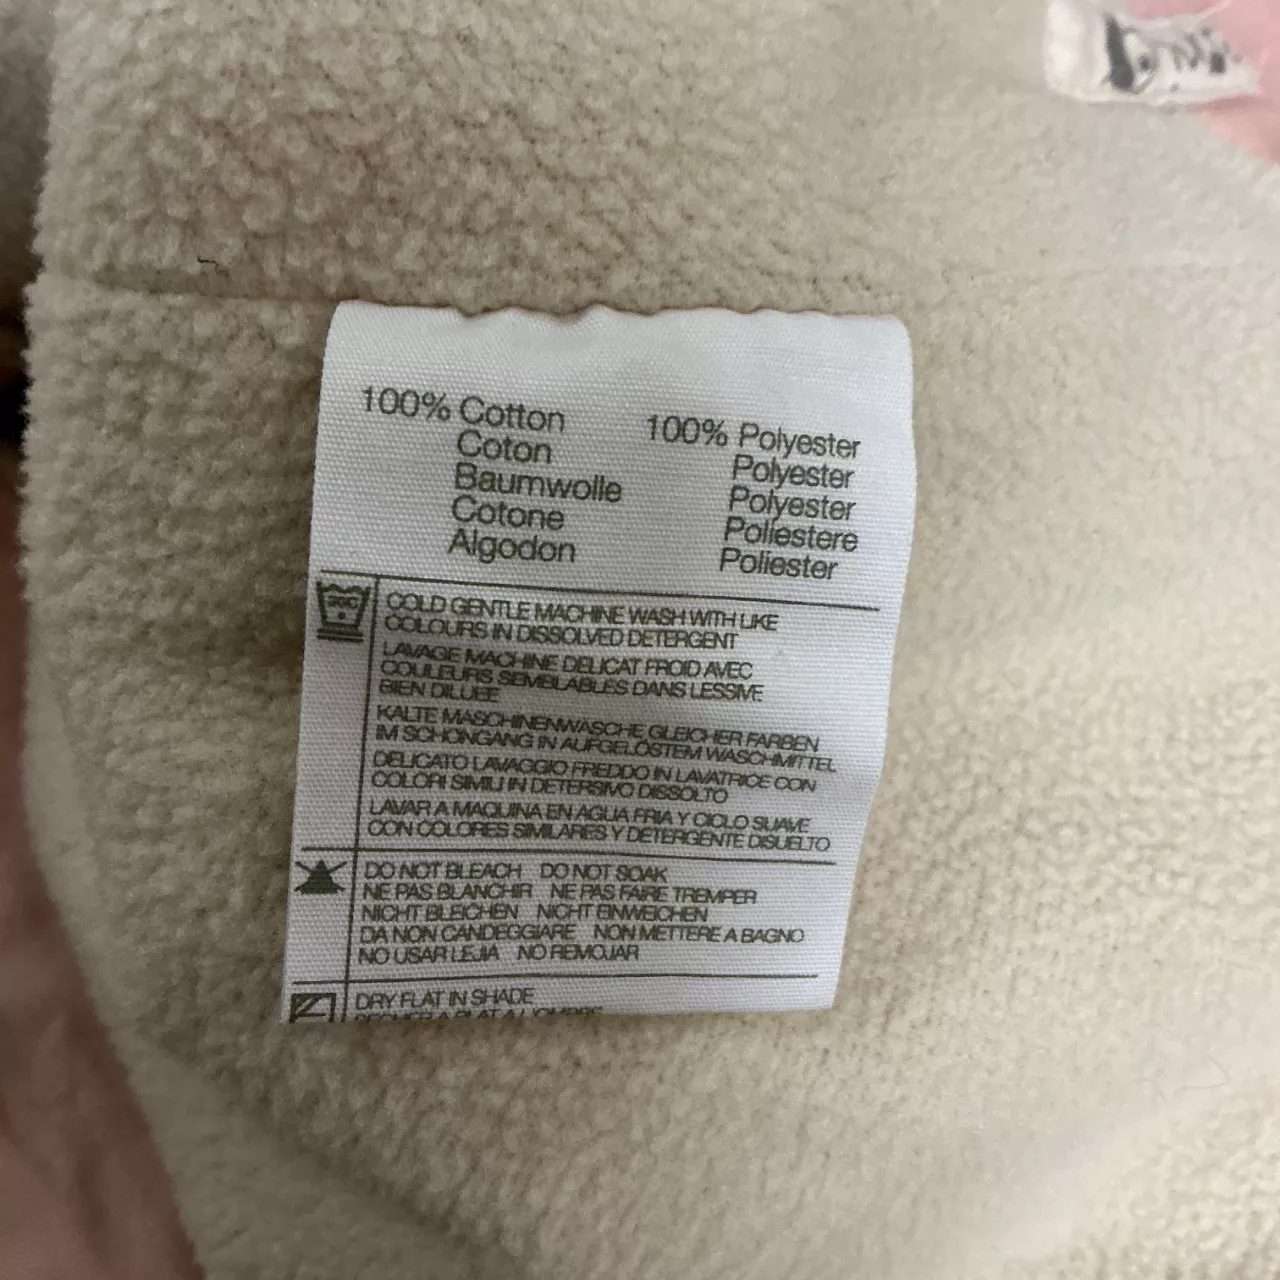 100% Cotton
Coton
Baumwolle
Cotone
Algodon
100% Polyester
Polyester
Polyester
Poliestere
Poliester
30C
COLD GENTLE MACHINE WASH WITH LIKE
COLOURS IN DISSOLVED DETERGENT
LAVAGE MACHINE DELICAT FROID AVEC
COULEURS SEMBLABLES DANS LESSIVE
BIEN DILUEE
KALTE MASCHINENWÄSCHE GLEICHER FARBEN
IM SCHONGANG IN AUFGELÖSTEM WASCHMITTEL
DELICATO LAVAGGIO FREDDO IN LAVATRICE CON
COLORI SIMILI IN DETERSIVO DISSOLTO
LAVAR A MAQUINA EN AGUA FRIA Y CICLO SUAVE
CON COLORES SIMILARES Y DETERGENTE DISUELTO
DO NOT BLEACH DO NOT SOAK
NE PAS BLANCHIR NE PAS FAIRE TREMPER
NICHT BLEICHEN NICHT EINWEICHEN
DA NON CANDEGGIARE NON METTERE A BAGNO
NO USAR LEJIA NO REMOJAR
DRY FLAT IN SHADE